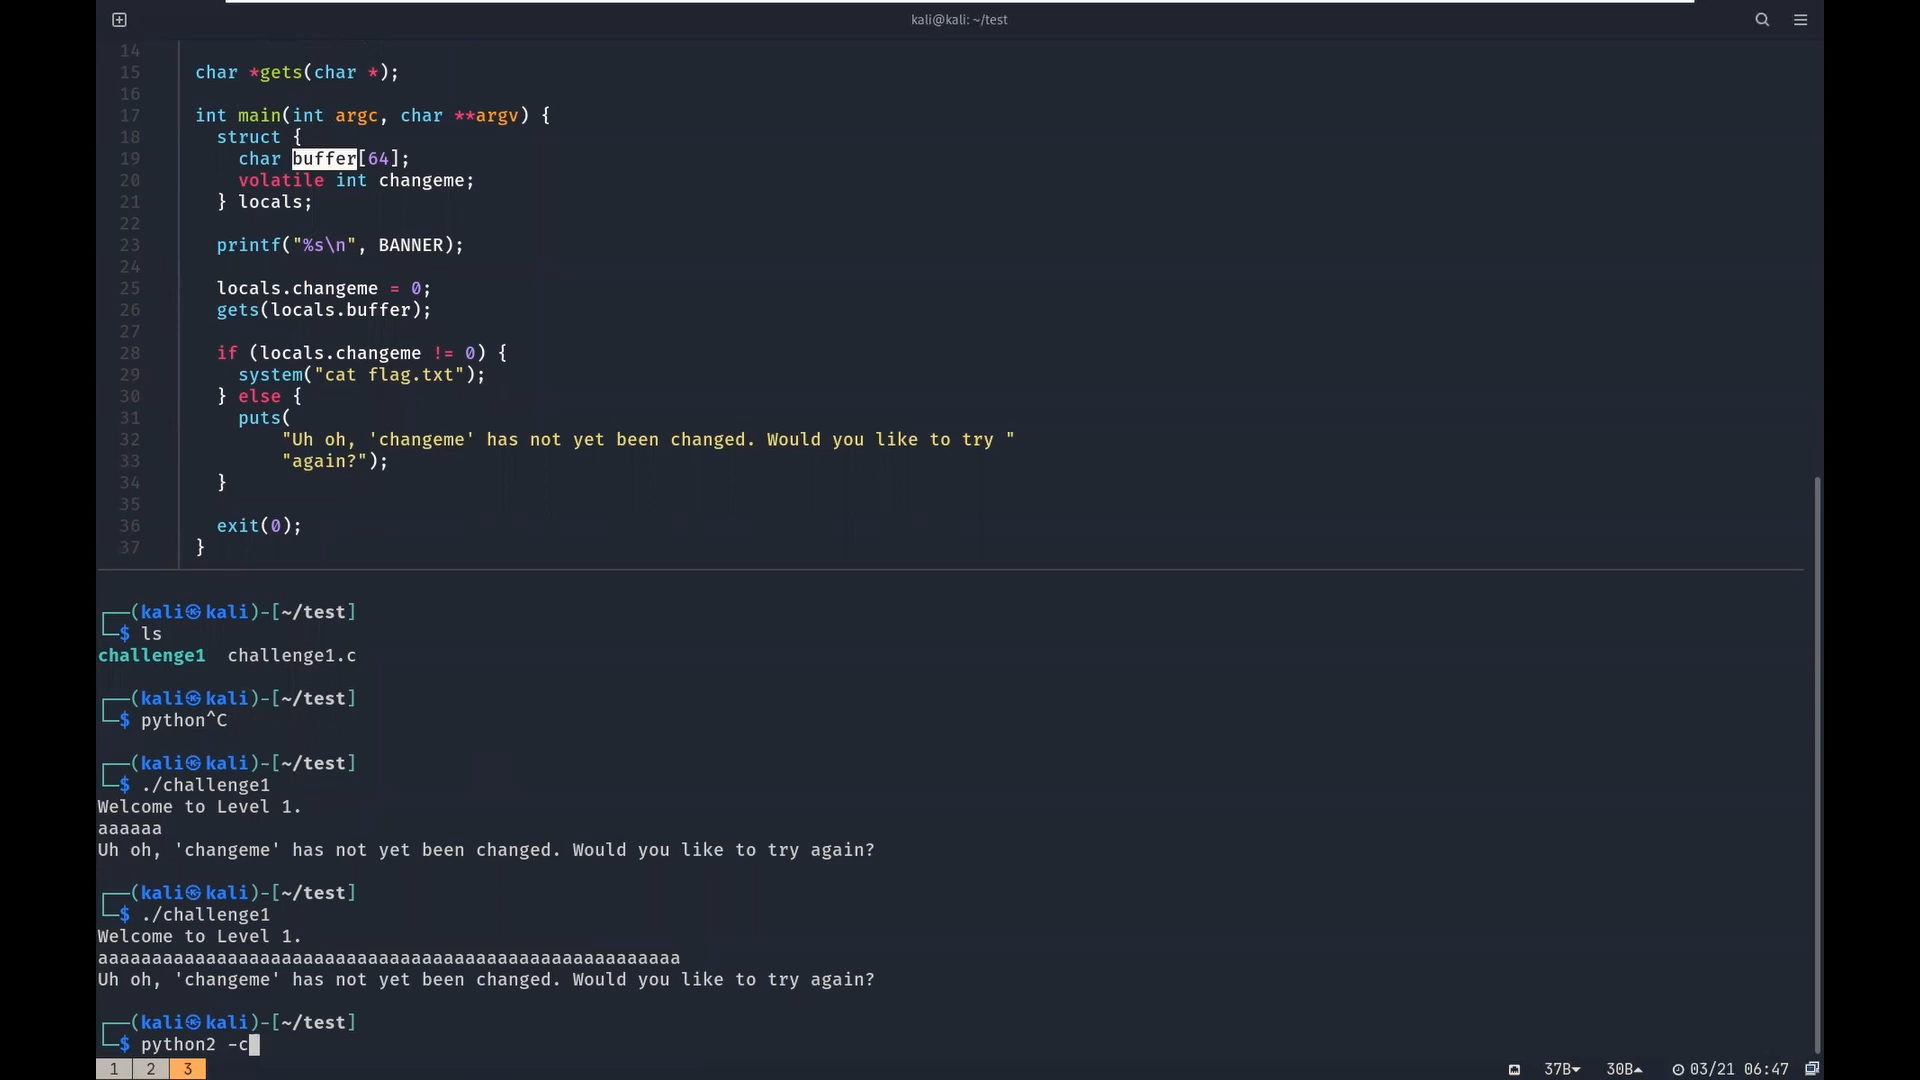 kali@kali: ~/test
14
15 char *gets(char *);
16
17 int main(int argc, char **argv) {
18 struct {
19 char buffer[64];
20 volatile int changeme;
21 } locals;
22
23 printf("%s\n", BANNER);
24
25 locals.changeme = 0;
26 gets(locals.buffer);
27
28 if (locals.changeme != 0) {
29 system("cat flag.txt");
30 } else {
31 puts(
32 "Uh oh, 'changeme' has not yet been changed. Would you like to try "
33 "again?");
34 }
35
36 exit(0);
37 }
┌──(kali㉿kali)-[~/test]
└─$ ls
challenge1  challenge1.c
┌──(kali㉿kali)-[~/test]
└─$ python^C
┌──(kali㉿kali)-[~/test]
└─$ ./challenge1
Welcome to Level 1.
aaaaaa
Uh oh, 'changeme' has not yet been changed. Would you like to try again?
┌──(kali㉿kali)-[~/test]
└─$ ./challenge1
Welcome to Level 1.
aaaaaaaaaaaaaaaaaaaaaaaaaaaaaaaaaaaaaaaaaaaaaaaaaaaaaa
Uh oh, 'changeme' has not yet been changed. Would you like to try again?
┌──(kali㉿kali)-[~/test]
└─$ python2 -c
1 2 3 37B▾ 30B▴ 03/21 06:47